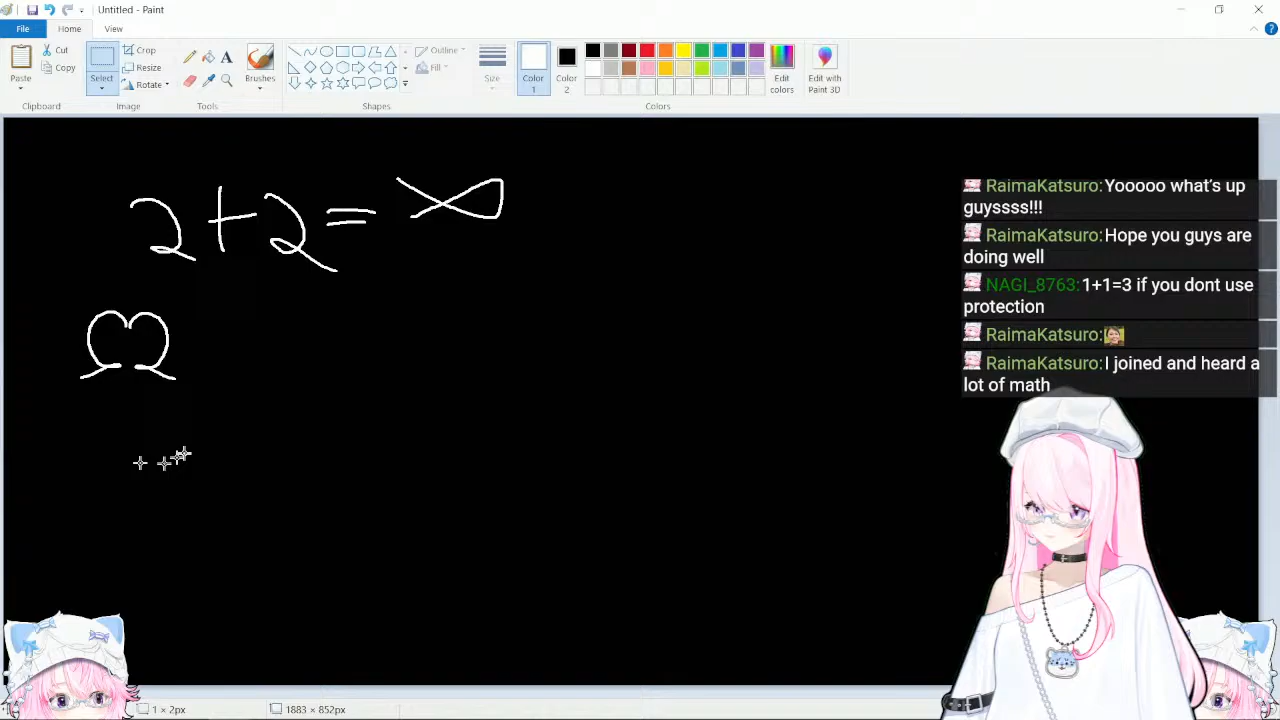 Untitled - Paint
File Home View
Paste Cut Copy Clipboard
Select Crop Resize Rotate Image
Tools
Brushes
Outline Fill Shapes
Size
Color 1
Color 2
Colors
Edit colors
Edit with Paint 3D
2+2=
RaimaKatsuro:Yooooo what's up
guyssss!!!
RaimaKatsuro:Hope you guys are
doing well
NAGI_8763:1+1=3 if you dont use
protection
RaimaKatsuro:
RaimaKatsuro:I joined and heard a
lot of math
1 × 2px
1883 × 852px